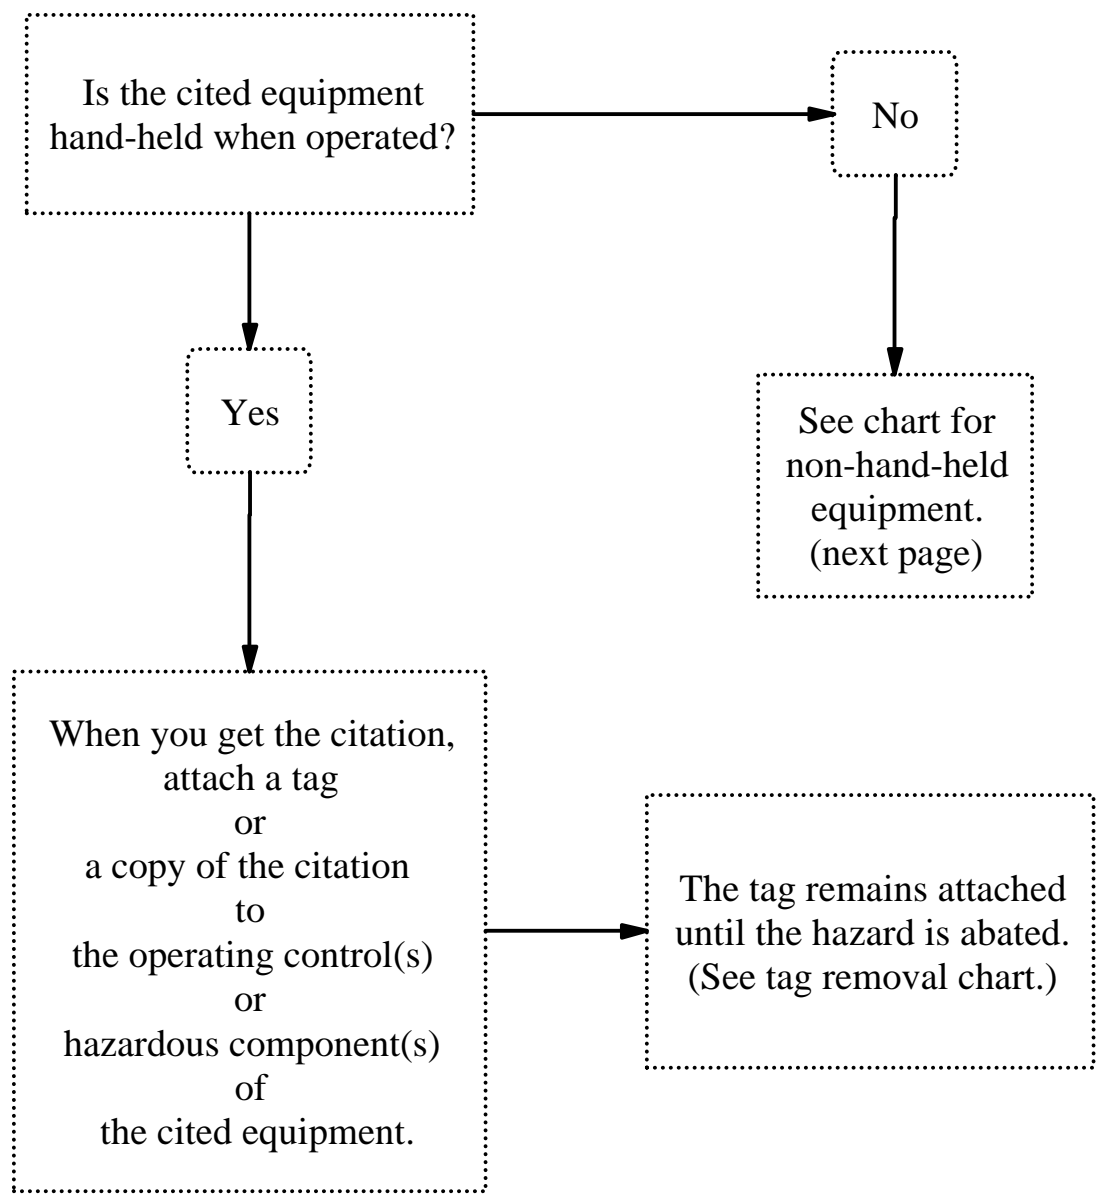 Is the cited equipment
hand-held when operated?
No
Yes
See chart for
non-hand-held
equipment.
(next page)
When you get the citation,
attach a tag
or
a copy of the citation
to
the operating control(s)
or
hazardous component(s)
of
the cited equipment.
The tag remains attached
until the hazard is abated.
(See tag removal chart.)